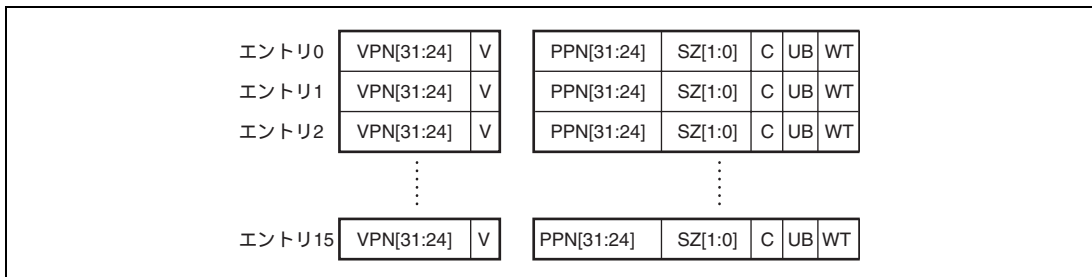 エントリ0 VPN[31:24] V PPN[31:24] SZ[1:0] C UB WT
エントリ1 VPN[31:24] V PPN[31:24] SZ[1:0] C UB WT
エントリ2 VPN[31:24] V PPN[31:24] SZ[1:0] C UB WT
エントリ15 VPN[31:24] V PPN[31:24] SZ[1:0] C UB WT